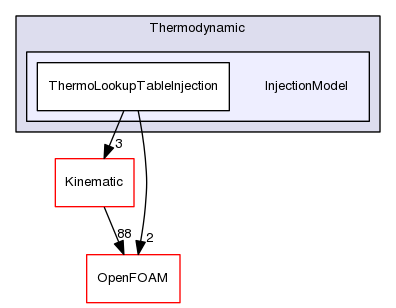 Thermodynamic
ThermoLookupTableInjection
InjectionModel
3
Kinematic
88
2
OpenFOAM